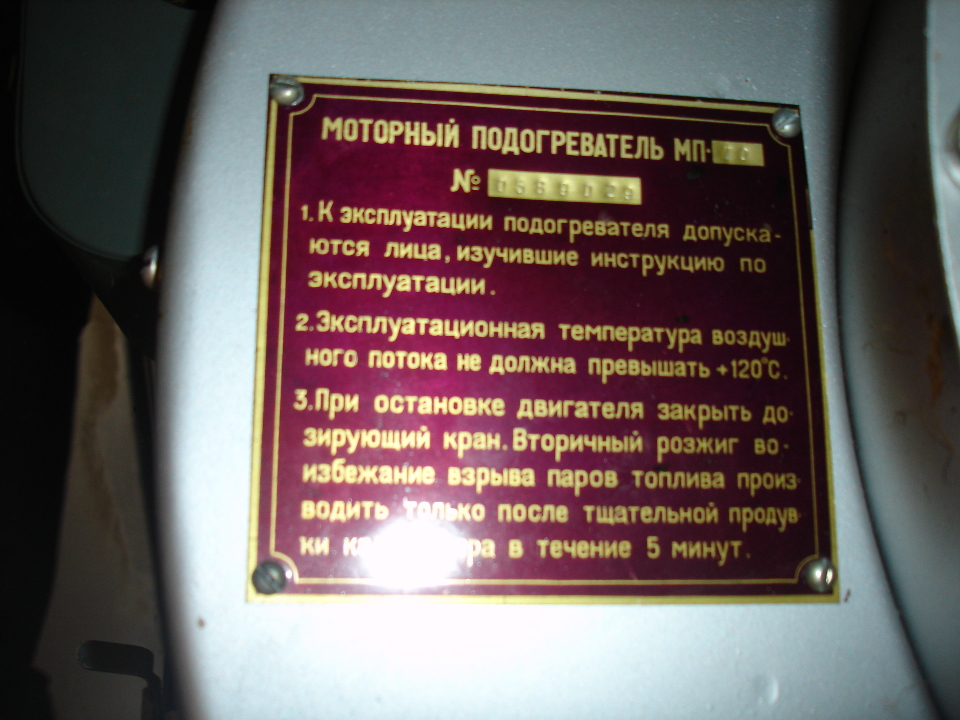 МОТОРНЫЙ ПОДОГРЕВАТЕЛЬ МП-70
№ 0589029
1. К эксплуатации подогревателя допуска-
ются лица, изучившие инструкцию по
эксплуатации.
2. Эксплуатационная температура воздуш-
ного потока не должна превышать +120°С.
3. При остановке двигателя закрыть до-
зирующий кран. Вторичный розжиг во-
избежание взрыва паров топлива произ-
водить только после тщательной продув-
ки в течение 5 минут.